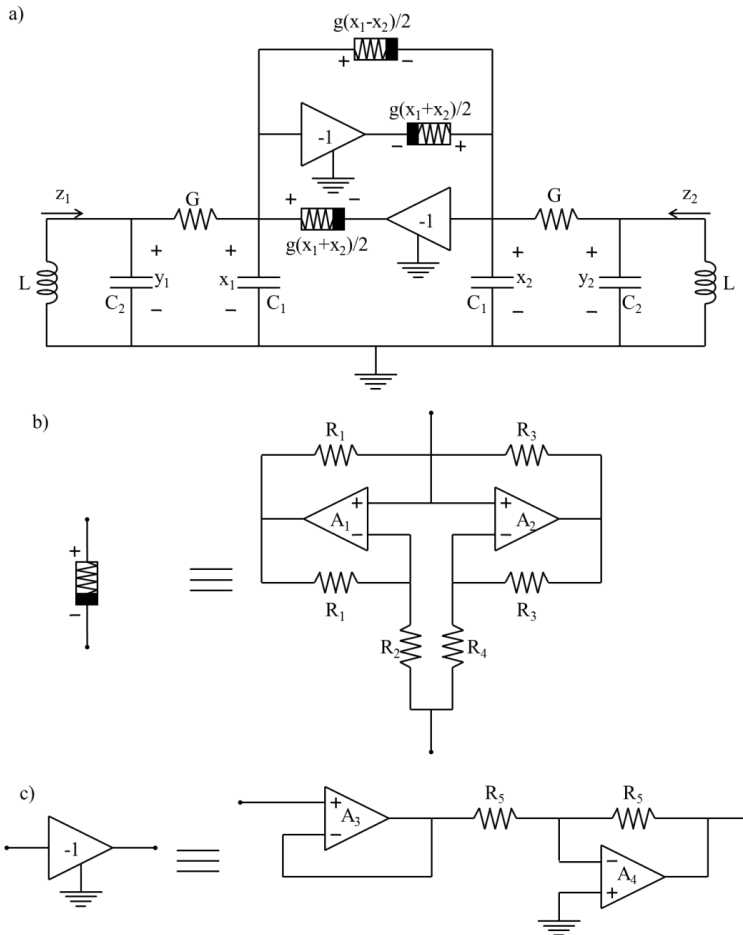 a)
g(x₁-x₂)/2
+ −
g(x₁+x₂)/2
-1
− +
z₁ G + − G z₂
-1
g(x₁+x₂)/2
+ + + +
L y₁ x₁ x₂ y₂ L
C₂ C₁ C₁ C₂
− − − −
b)
R₁ R₃
+ +
A₁ A₂
+ − −
− R₁ R₃
R₂ R₄
c)
R₅ R₅
+
A₃
-1 −
−
A₄
+